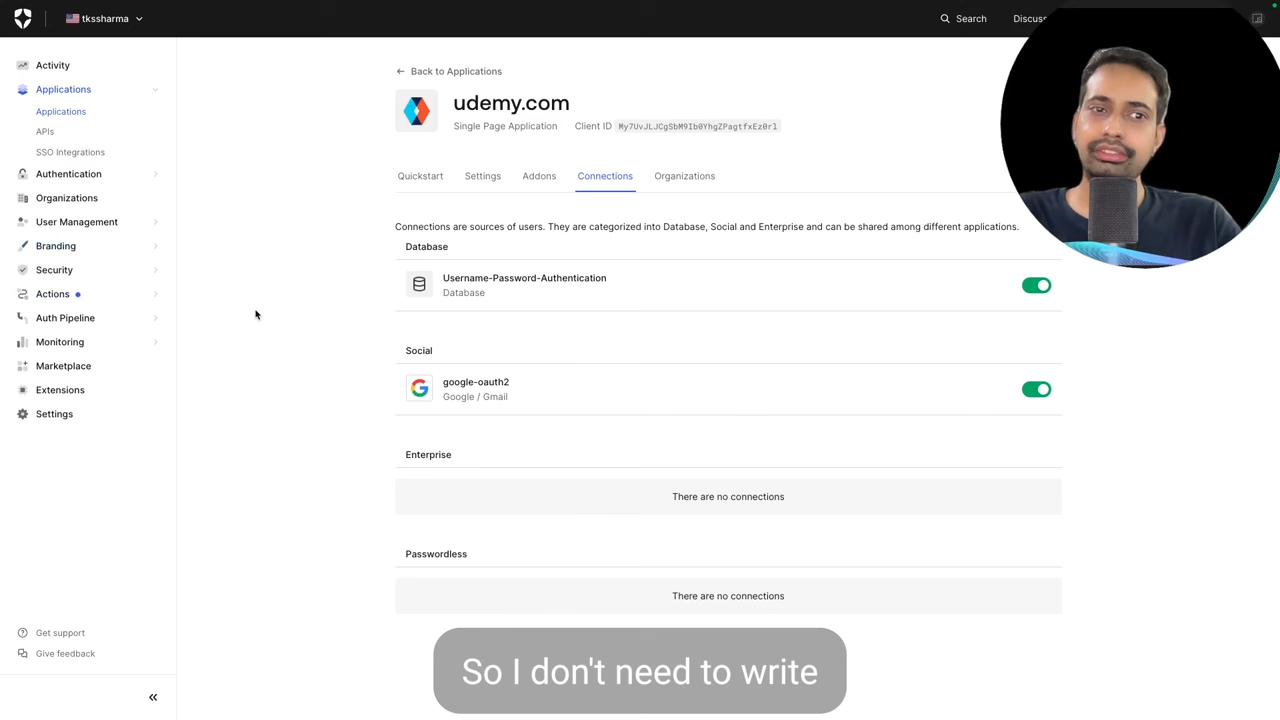 tkssharma
Search
Discuss
Activity
Applications
Applications
APIs
SSO Integrations
Authentication
Organizations
User Management
Branding
Security
Actions
Auth Pipeline
Monitoring
Marketplace
Extensions
Settings
Get support
Give feedback
Back to Applications
udemy.com
Single Page Application Client ID My7UvJLJCgSbM9Ib0YhgZPagtfxEz0rl
Quickstart Settings Addons Connections Organizations
Connections are sources of users. They are categorized into Database, Social and Enterprise and can be shared among different applications.
Database
Username-Password-Authentication
Database
Social
google-oauth2
Google / Gmail
Enterprise
There are no connections
Passwordless
There are no connections
So I don't need to write